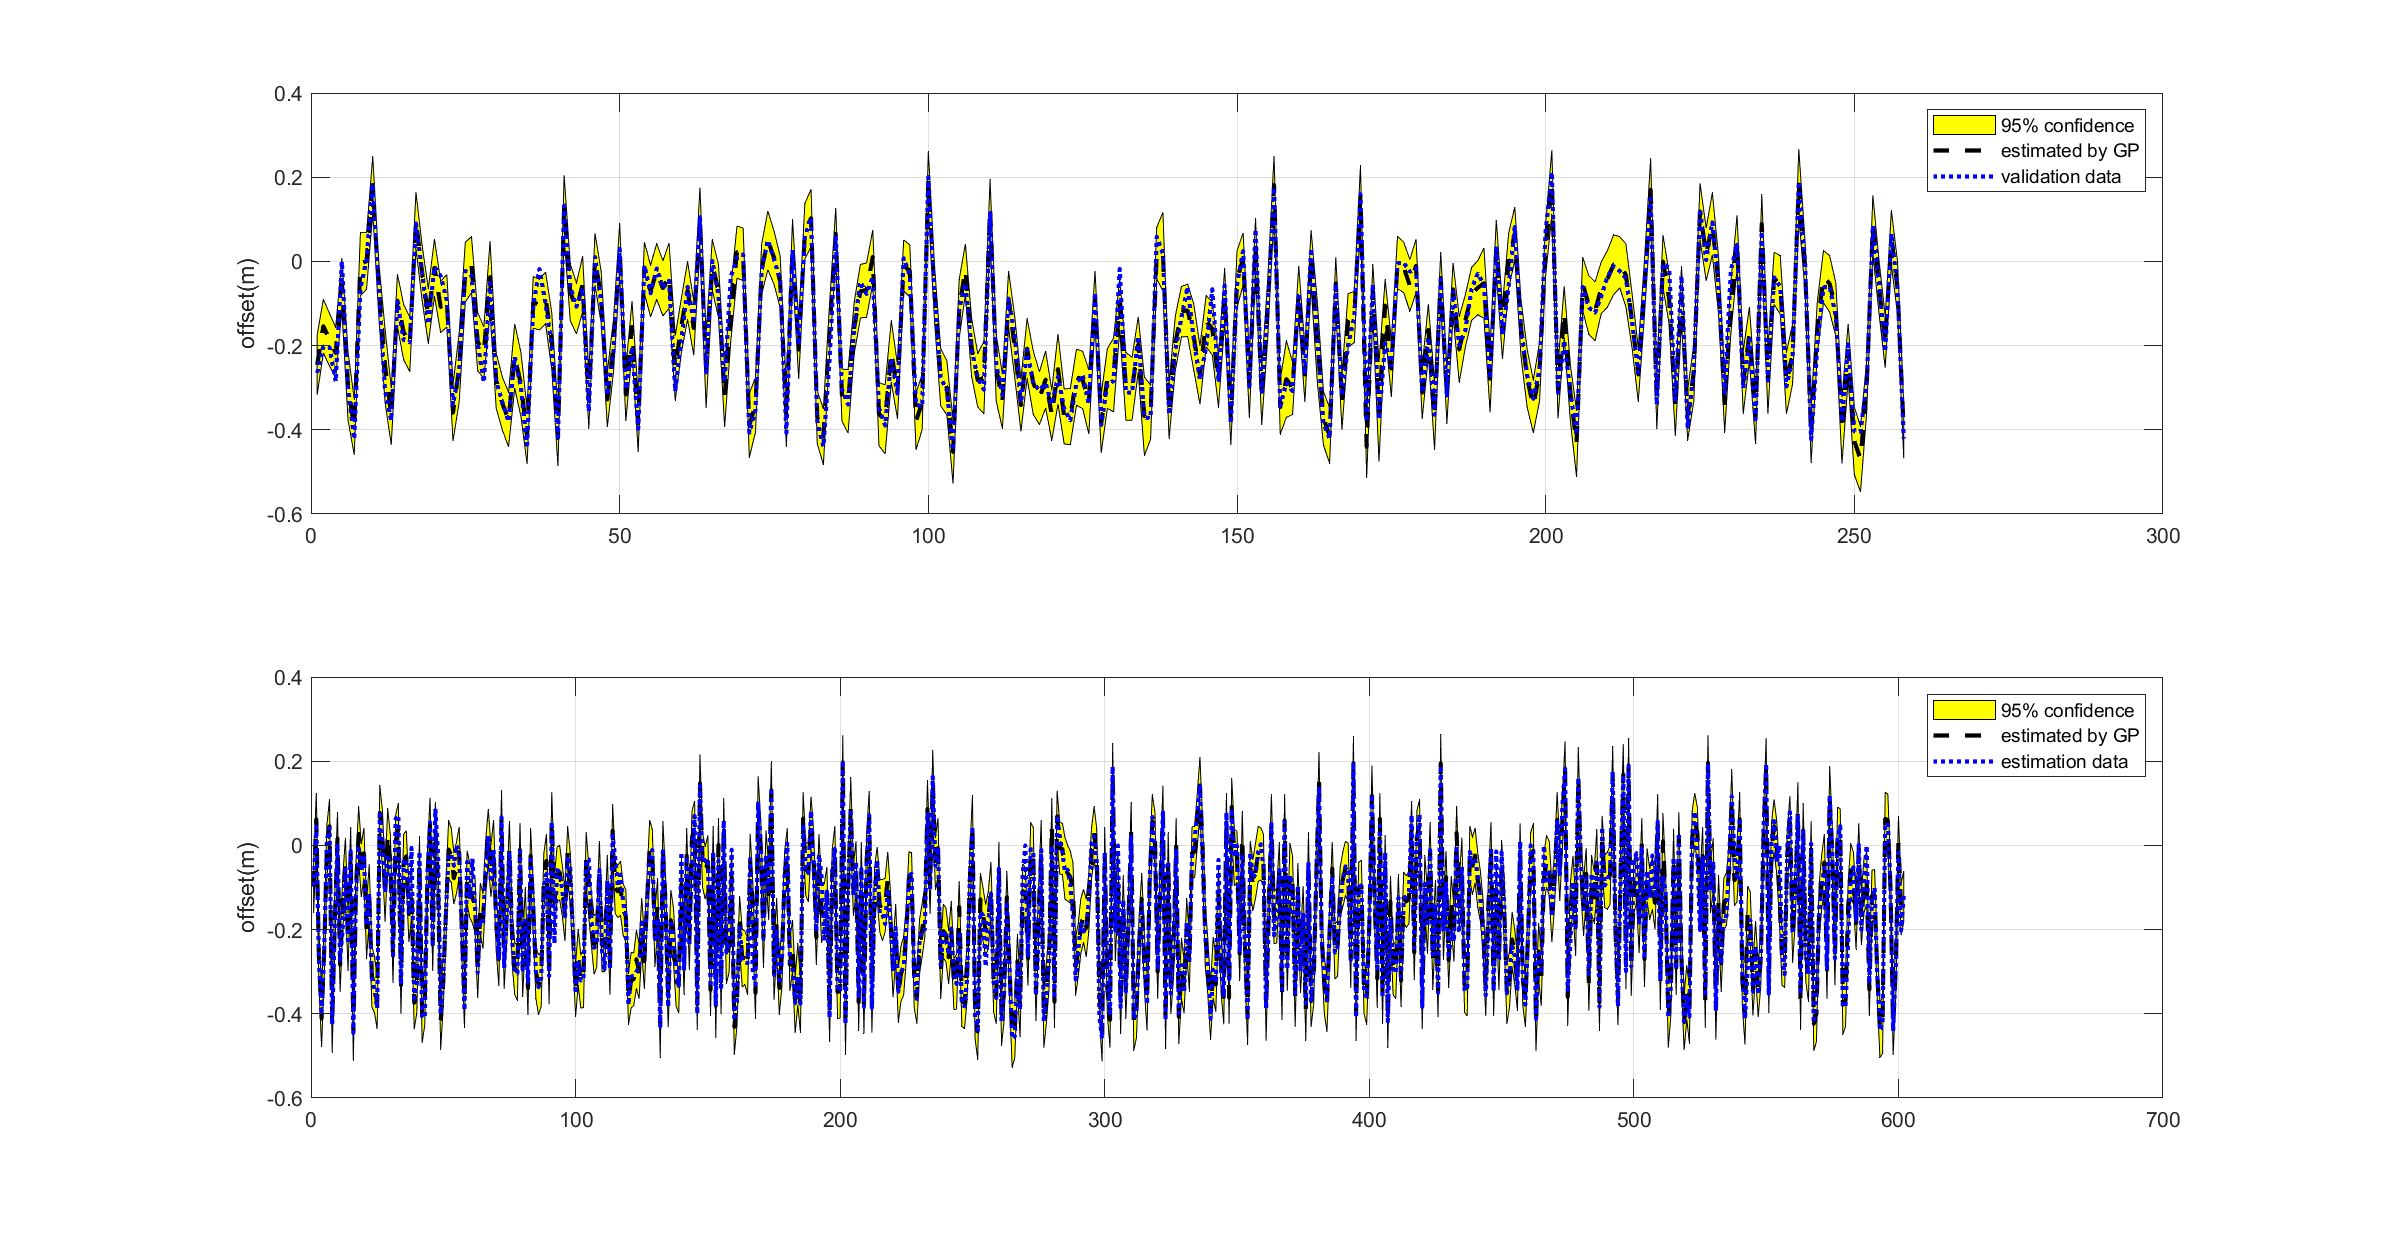 0.4
0.2
0
-0.2
-0.4
-0.6
offset(m)
0 50 100 150 200 250 300
95% confidence
estimated by GP
validation data
0.4
0.2
0
-0.2
-0.4
-0.6
offset(m)
0 100 200 300 400 500 600 700
95% confidence
estimated by GP
estimation data